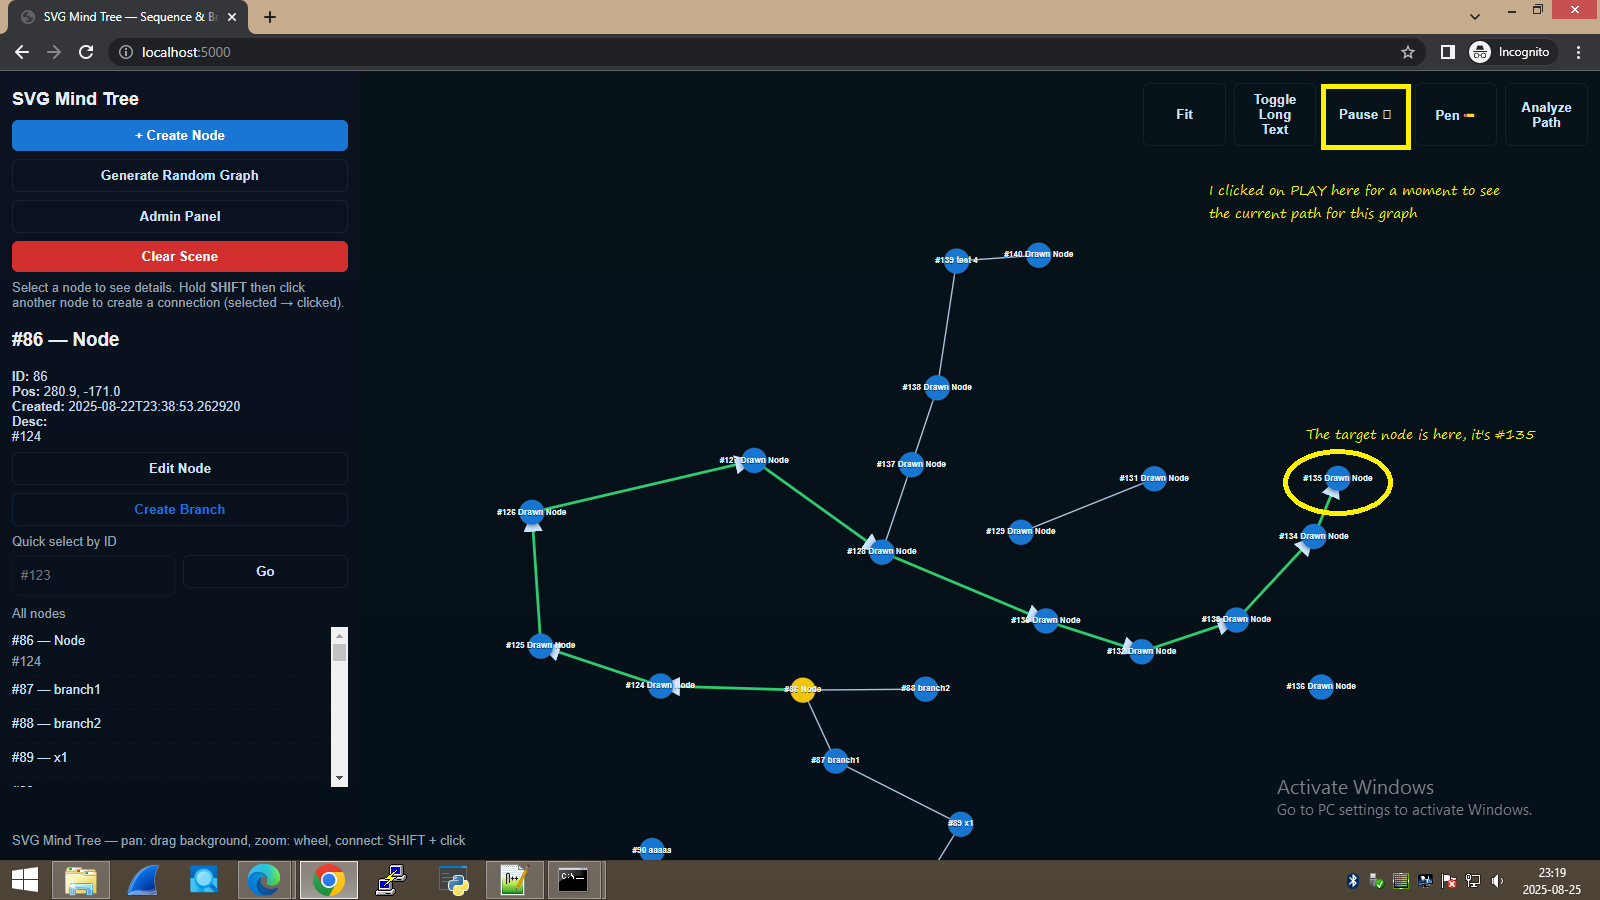 SVG Mind Tree — Sequence & Br
localhost:5000
Incognito
SVG Mind Tree
+ Create Node
Generate Random Graph
Admin Panel
Clear Scene
Select a node to see details. Hold SHIFT then click
another node to create a connection (selected → clicked).
#86 — Node
ID: 86
Pos: 280.9, -171.0
Created: 2025-08-22T23:38:53.262920
Desc:
#124
Edit Node
Create Branch
Quick select by ID
#123
Go
All nodes
#86 — Node
#124
#87 — branch1
#88 — branch2
#89 — x1
SVG Mind Tree — pan: drag background, zoom: wheel, connect: SHIFT + click
Fit
Toggle
Long
Text
Pause
Pen
Analyze
Path
I clicked on PLAY here for a moment to see
the current path for this graph
#139 test 4
#140 Drawn Node
#138 Drawn Node
The target node is here, it's #135
#127 Drawn Node
#137 Drawn Node
#131 Drawn Node
#135 Drawn Node
#126 Drawn Node
#129 Drawn Node
#134 Drawn Node
#128 Drawn Node
Drawn Node
Drawn Node
#125 Drawn Node
Drawn Node
#124 Drawn Node
#86 Node
#88 branch2
#136 Drawn Node
#87 branch1
#89 x1
#90 aaaaa
Activate Windows
Go to PC settings to activate Windows.
23:19
2025-08-25